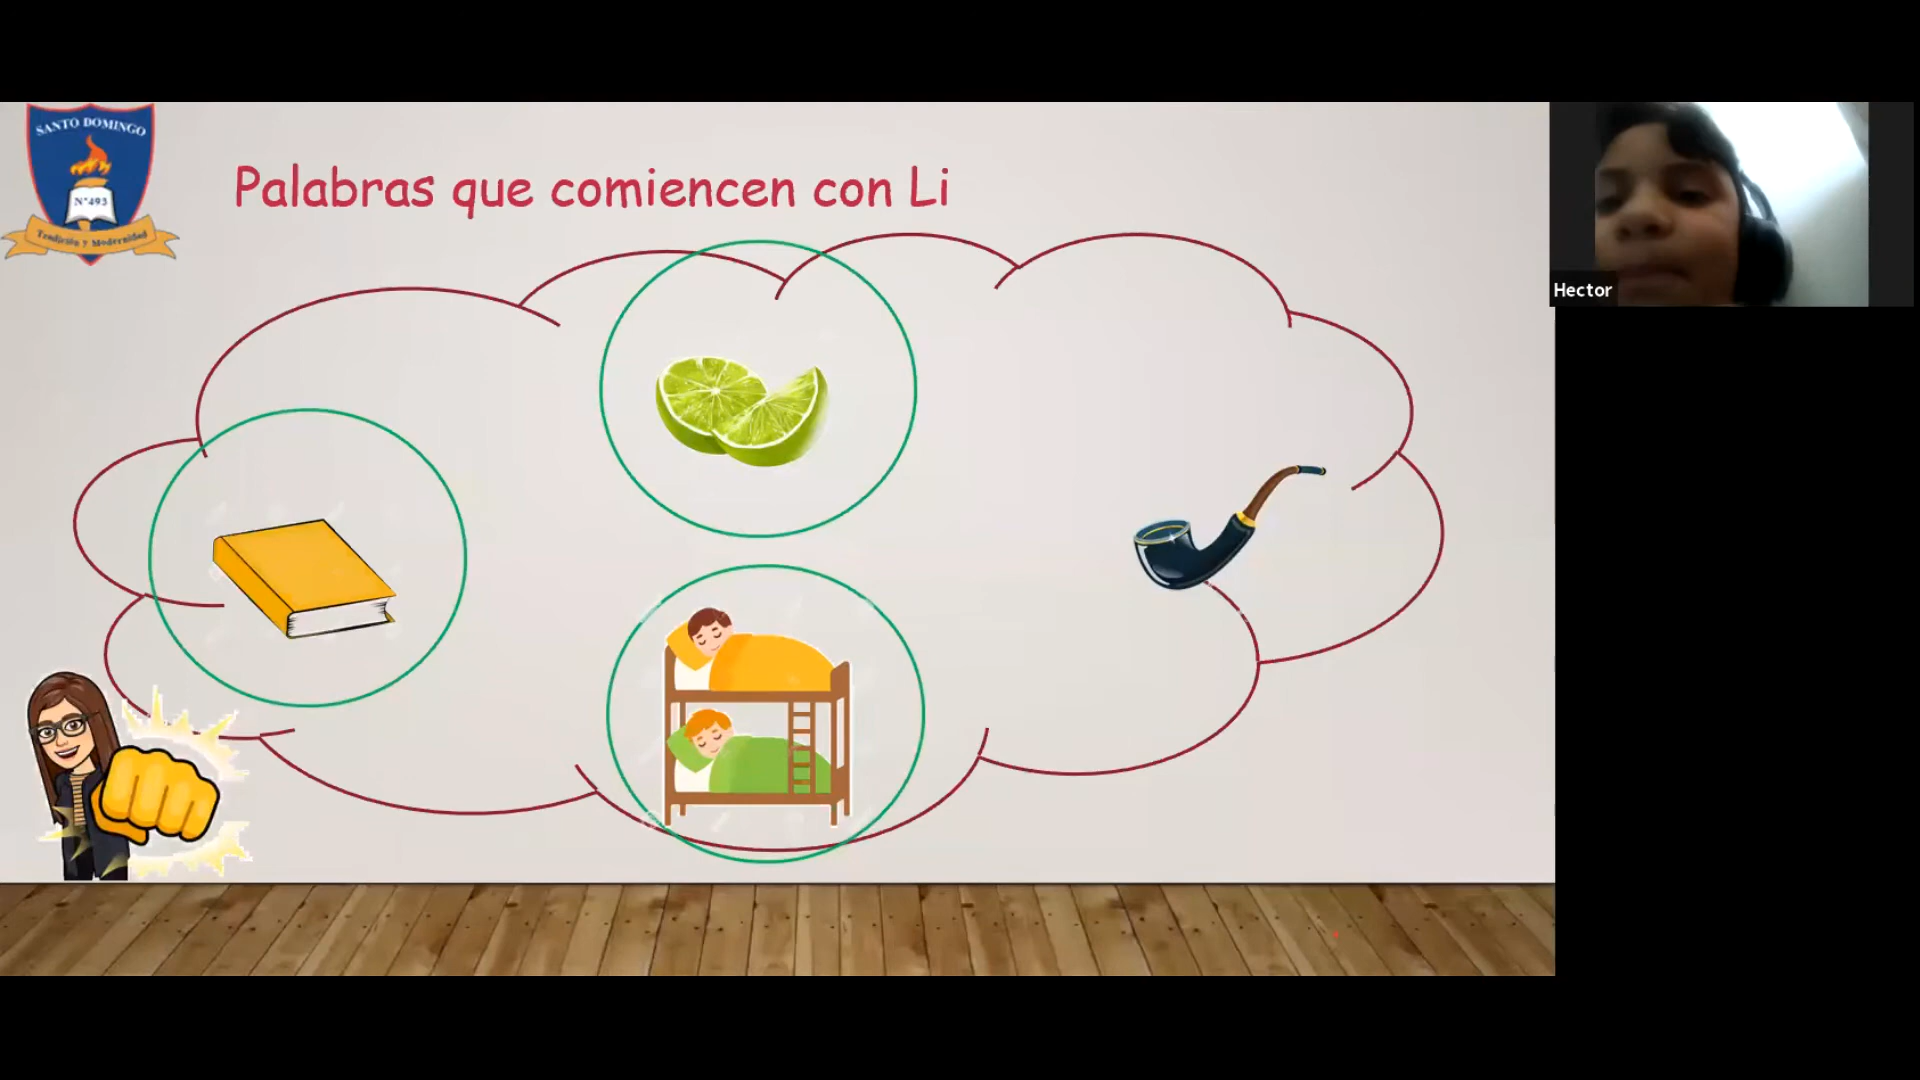 SANTO DOMINGO
N°493
Tradición y Modernidad
Palabras que comiencen con Li
Hector